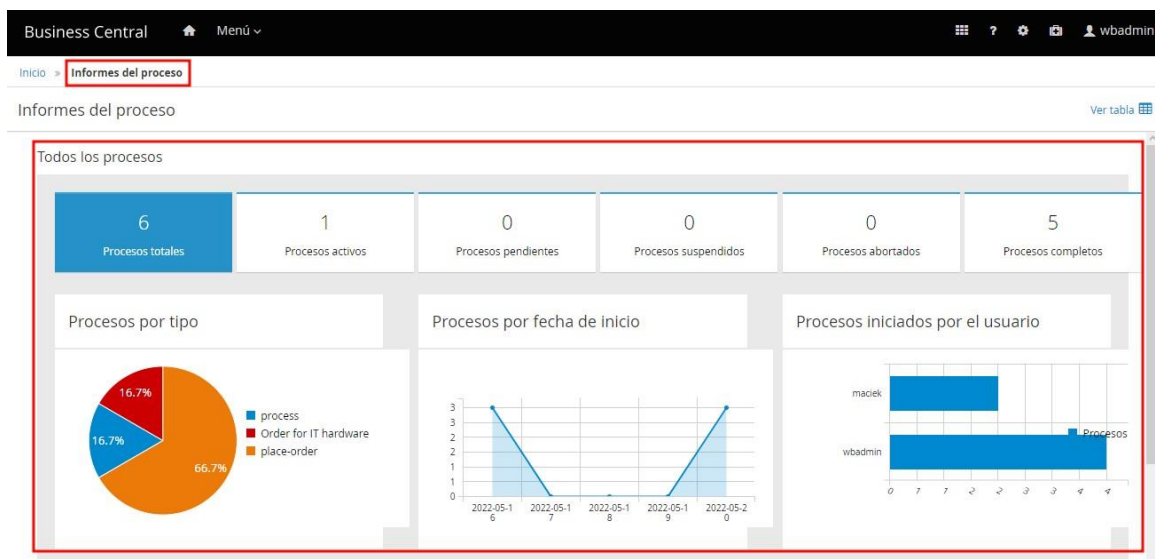 Business Central Menú ? wbadmin
Inicio » Informes del proceso
Informes del proceso Ver tabla
Todos los procesos
6 1 0 0 0 5
Procesos totales Procesos activos Procesos pendientes Procesos suspendidos Procesos abortados Procesos completos
Procesos por tipo Procesos por fecha de inicio Procesos iniciados por el usuario
16.7%
16.7%
66.7%
process
Order for IT hardware
place-order
3
3
2
2
1
1
0
2022-05-1
6
2022-05-1
7
2022-05-1
8
2022-05-1
9
2022-05-2
0
maciek
wbadmin
Procesos
0 1 1 2 2 3 3 4 4